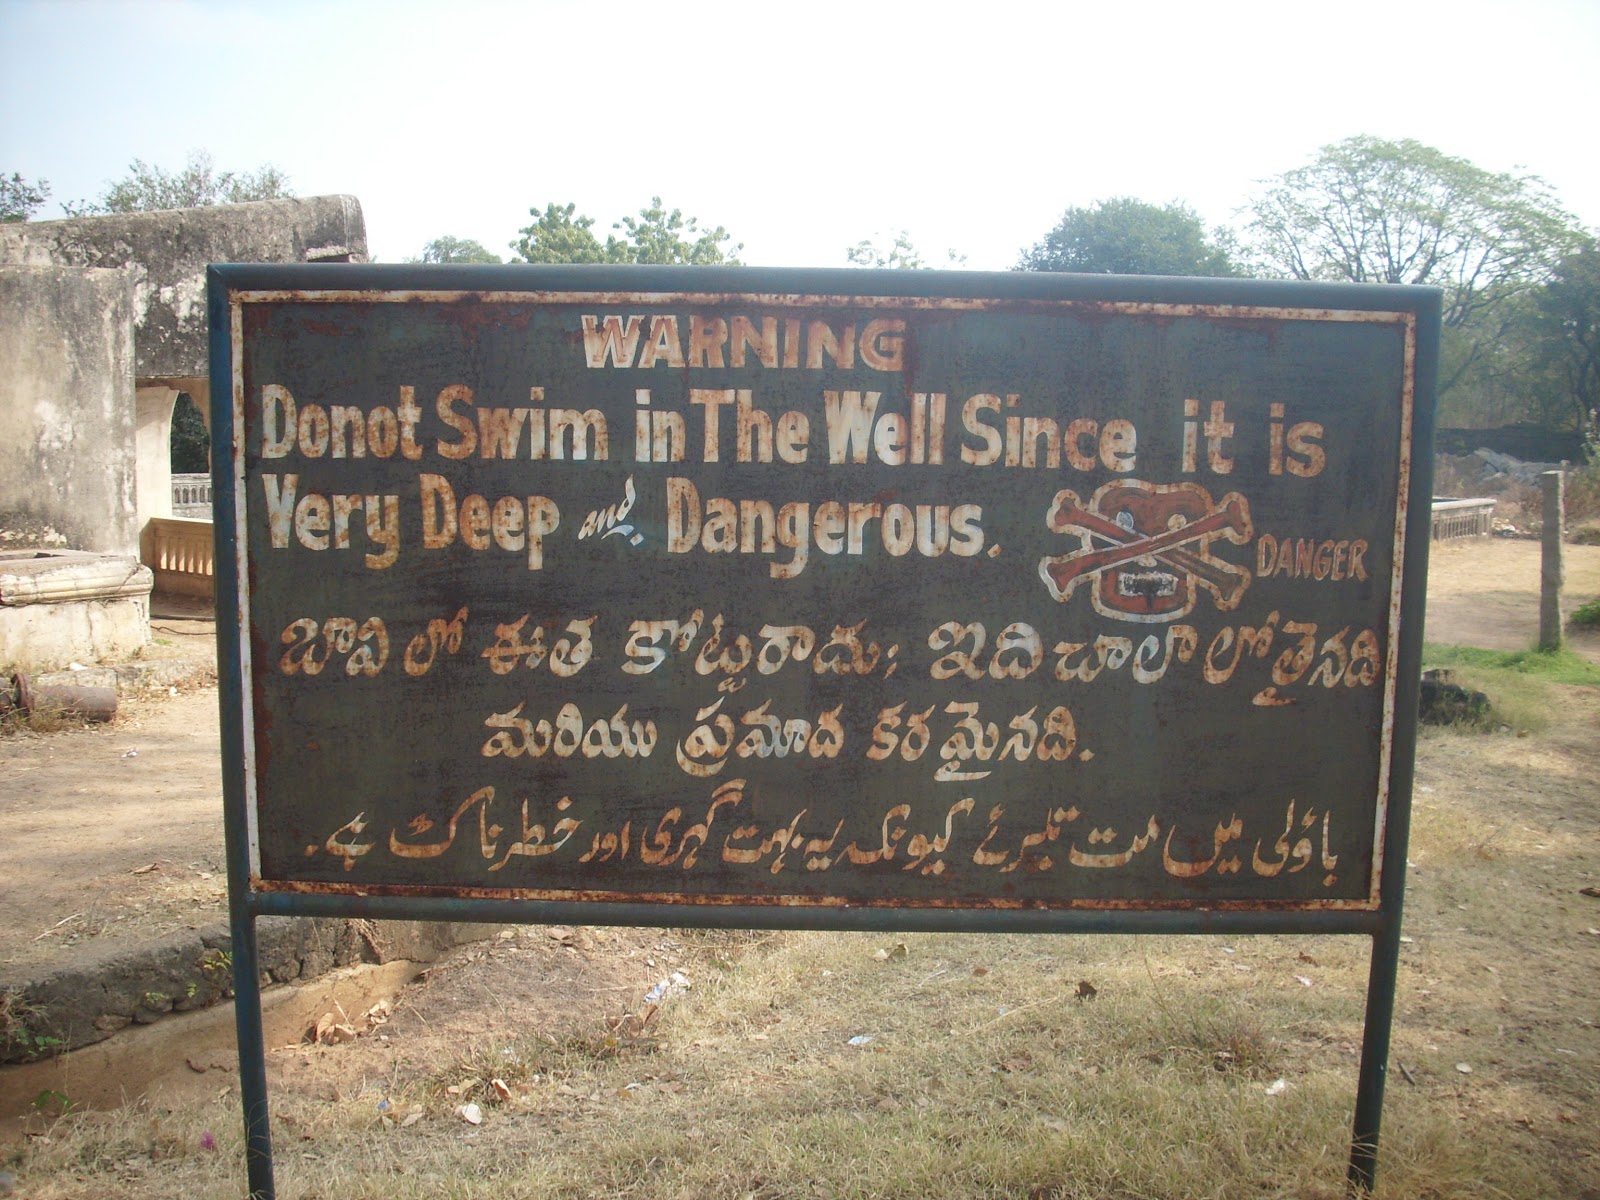 WARNING
Donot Swim in The Well Since it is
Very Deep and Dangerous.
DANGER
బావి లో ఈత కోట్టరాదు; ఇది చాలా లోతైనది
మరియు ప్రమాద కరమైనది.
باؤلی میں مت تیرئے کیونکہ یہ بہت گہری اور خطرناک ہے.